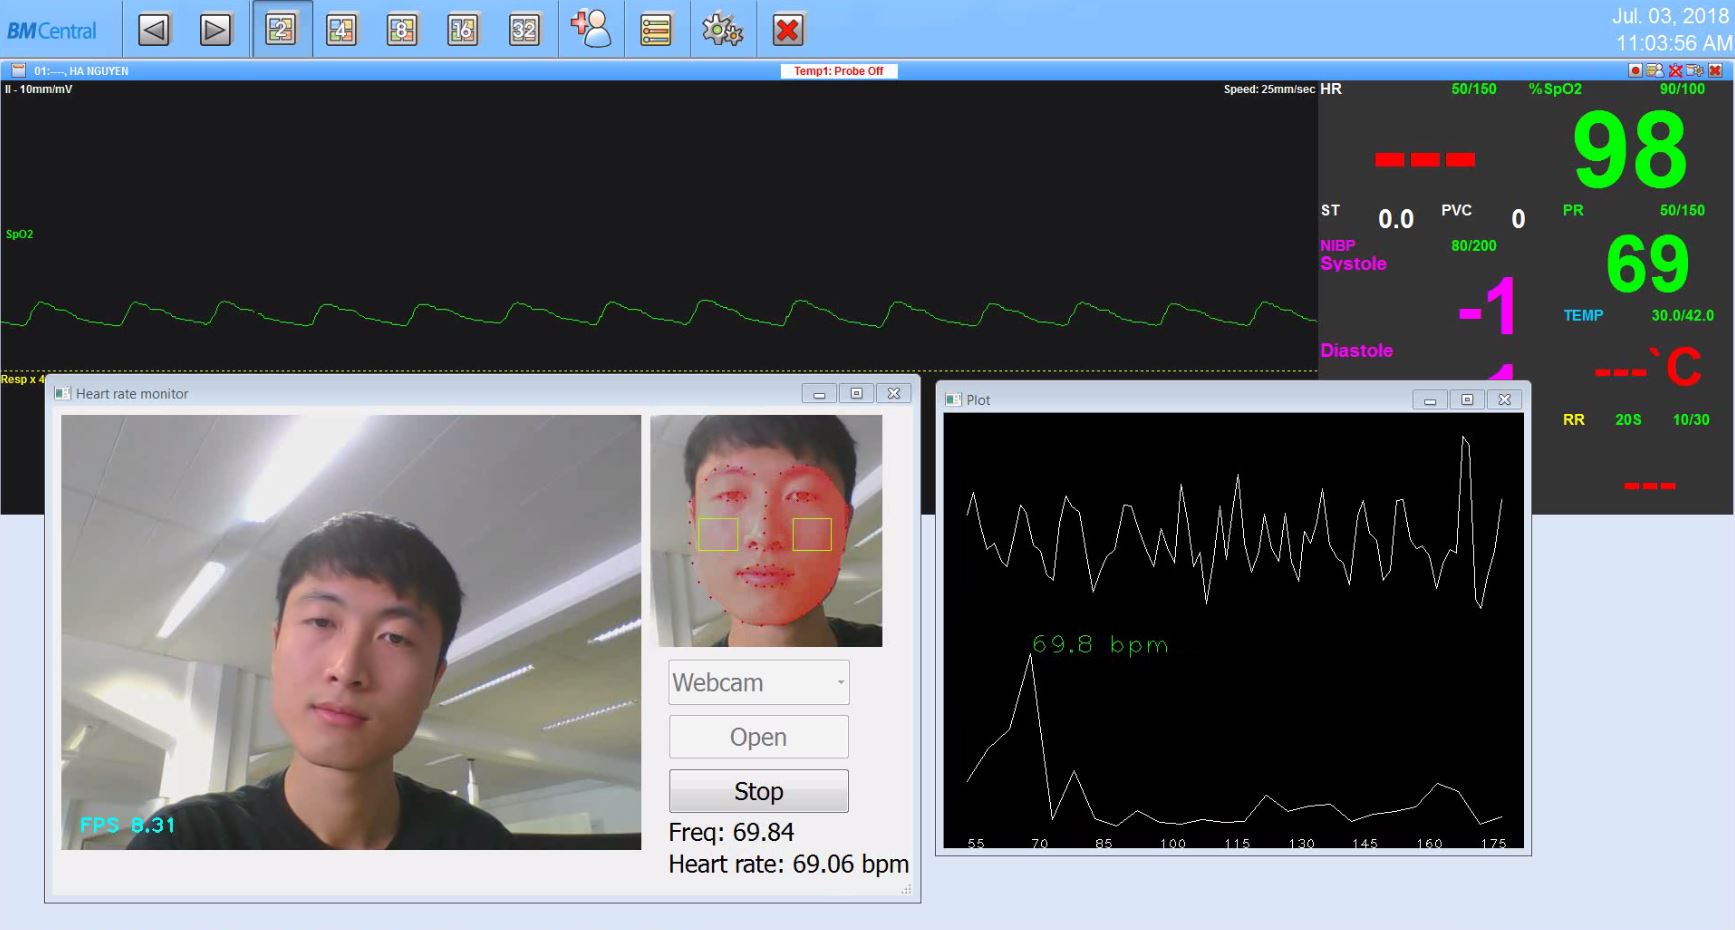 BMCentral
2
4
8
16
32
Jul. 03, 2018
11:03:56 AM
01:----, HA NGUYEN
Temp1: Probe Off
II - 10mm/mV
Speed: 25mm/sec
HR
50/150
%SpO2
90/100
---
98
ST
0.0
PVC
0
PR
50/150
SpO2
NIBP
80/200
Systole
-1
69
TEMP
30.0/42.0
Diastole
---`C
Resp x 4
RR
20S
10/30
---
Heart rate monitor
Plot
69.8 bpm
Webcam
Open
Stop
FPS 8.31
Freq: 69.84
Heart rate: 69.06 bpm
55 70 85 100 115 130 145 160 175